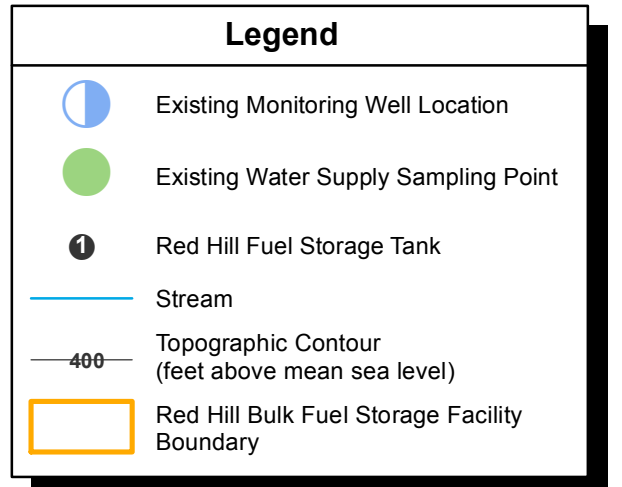 Legend
Existing Monitoring Well Location
Existing Water Supply Sampling Point
1 Red Hill Fuel Storage Tank
Stream
400 Topographic Contour
(feet above mean sea level)
Red Hill Bulk Fuel Storage Facility
Boundary